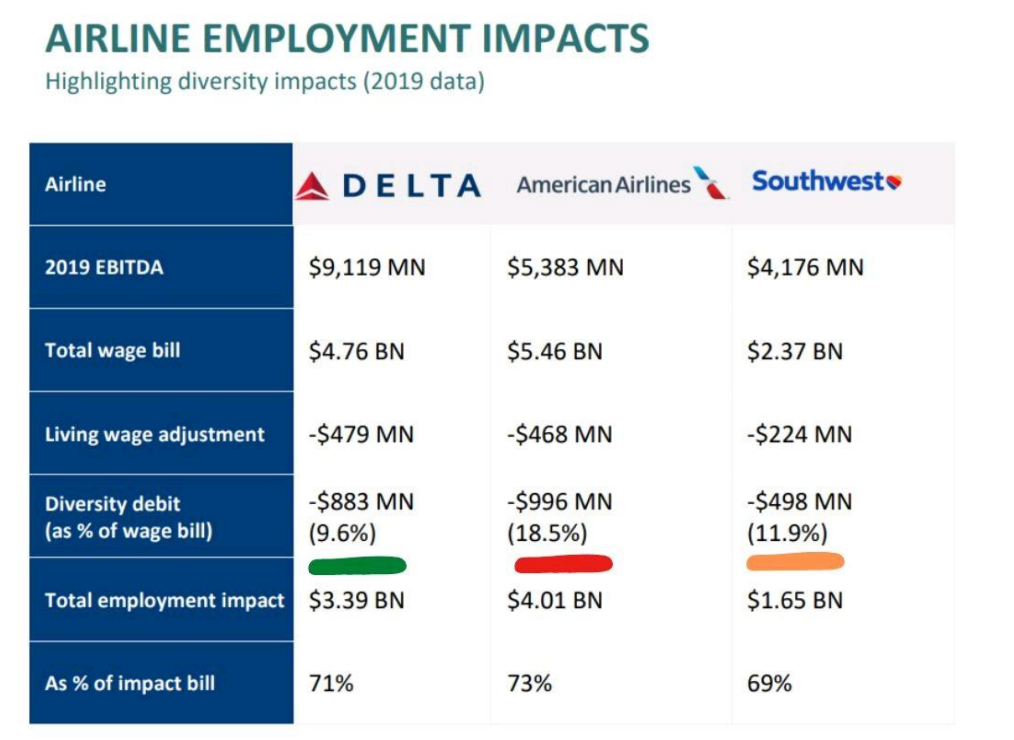 AIRLINE EMPLOYMENT IMPACTS
Highlighting diversity impacts (2019 data)
Airline DELTA American Airlines Southwest
2019 EBITDA $9,119 MN $5,383 MN $4,176 MN
Total wage bill $4.76 BN $5.46 BN $2.37 BN
Living wage adjustment -$479 MN -$468 MN -$224 MN
Diversity debit -$883 MN -$996 MN -$498 MN
(as % of wage bill) (9.6%) (18.5%) (11.9%)
Total employment impact $3.39 BN $4.01 BN $1.65 BN
As % of impact bill 71% 73% 69%